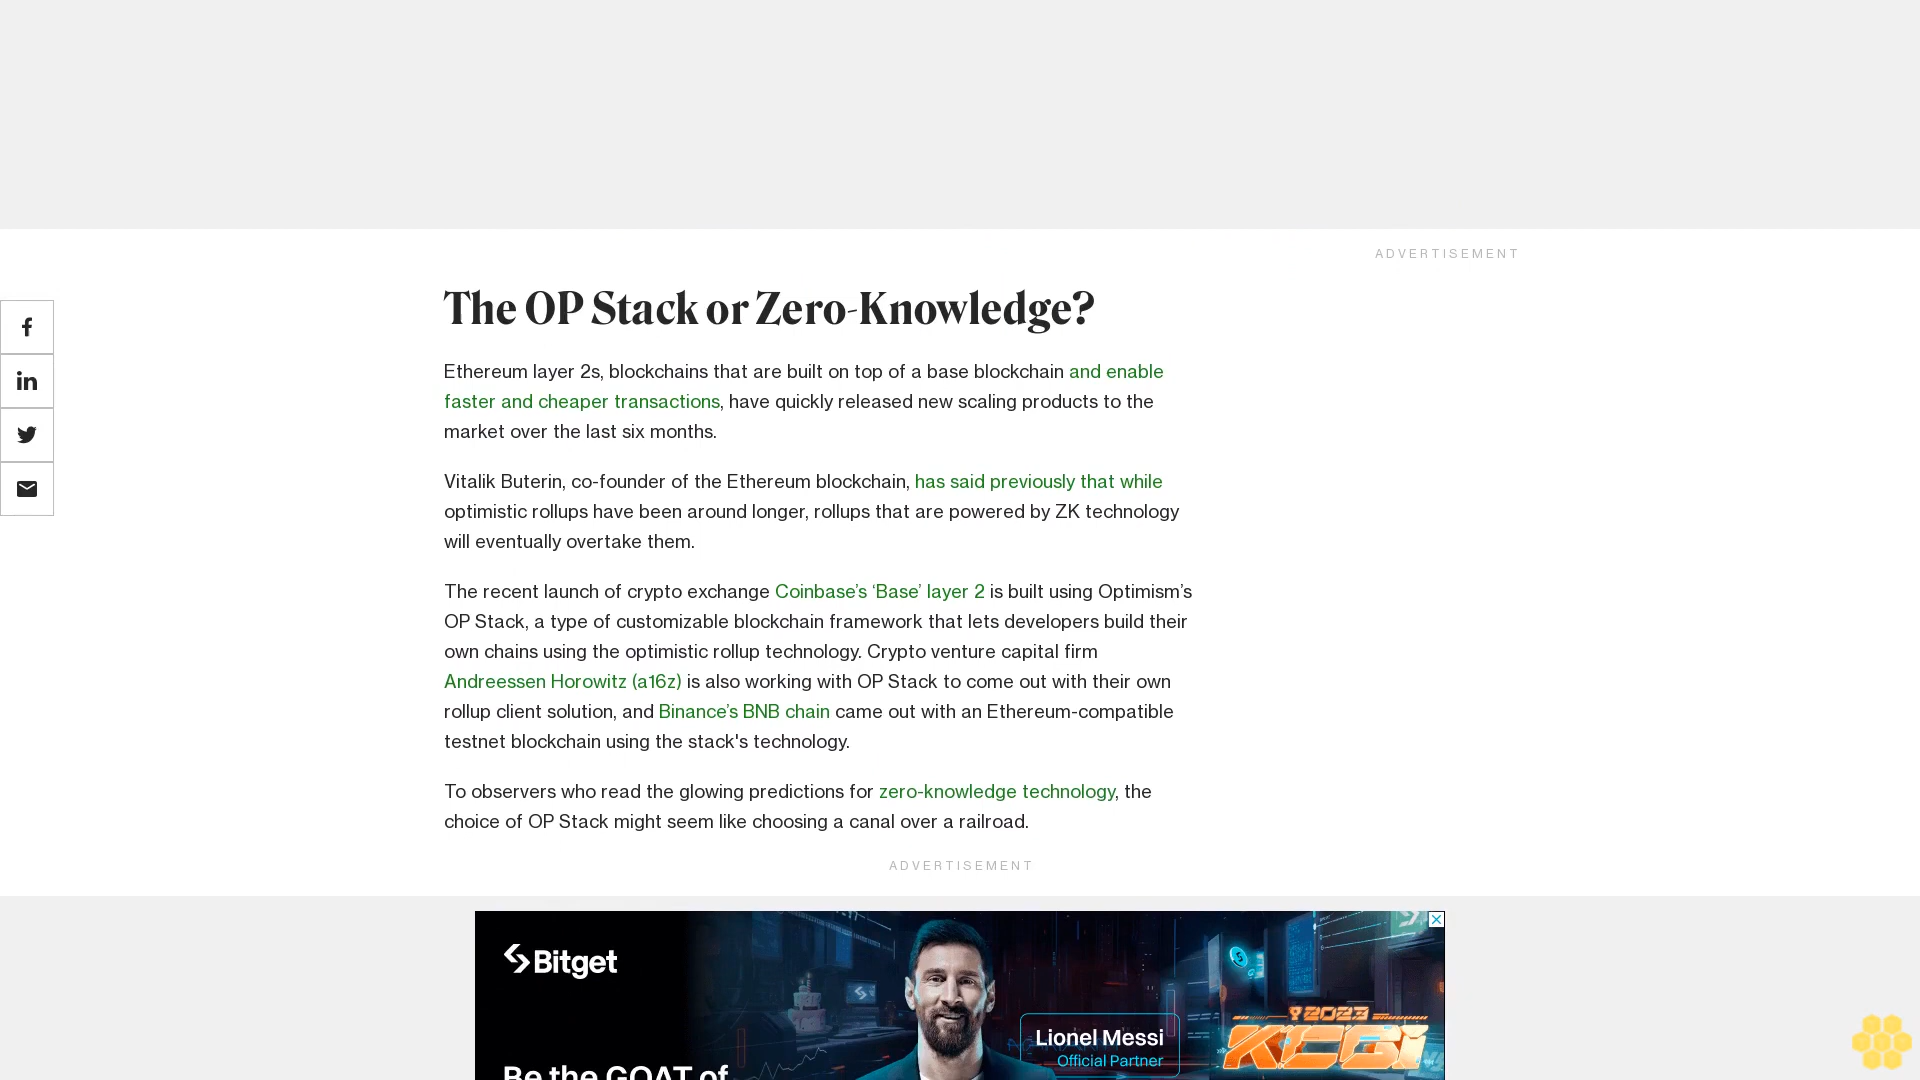 ADVERTISEMENT
The OP Stack or Zero-Knowledge?
Ethereum layer 2s, blockchains that are built on top of a base blockchain and enable
faster and cheaper transactions, have quickly released new scaling products to the
market over the last six months.
Vitalik Buterin, co-founder of the Ethereum blockchain, has said previously that while
optimistic rollups have been around longer, rollups that are powered by ZK technology
will eventually overtake them.
The recent launch of crypto exchange Coinbase’s ‘Base’ layer 2 is built using Optimism’s
OP Stack, a type of customizable blockchain framework that lets developers build their
own chains using the optimistic rollup technology. Crypto venture capital firm
Andreessen Horowitz (a16z) is also working with OP Stack to come out with their own
rollup client solution, and Binance’s BNB chain came out with an Ethereum-compatible
testnet blockchain using the stack's technology.
To observers who read the glowing predictions for zero-knowledge technology, the
choice of OP Stack might seem like choosing a canal over a railroad.
ADVERTISEMENT
Bitget
Lionel Messi
Official Partner
Y2023
KCGI
Be the GOAT of